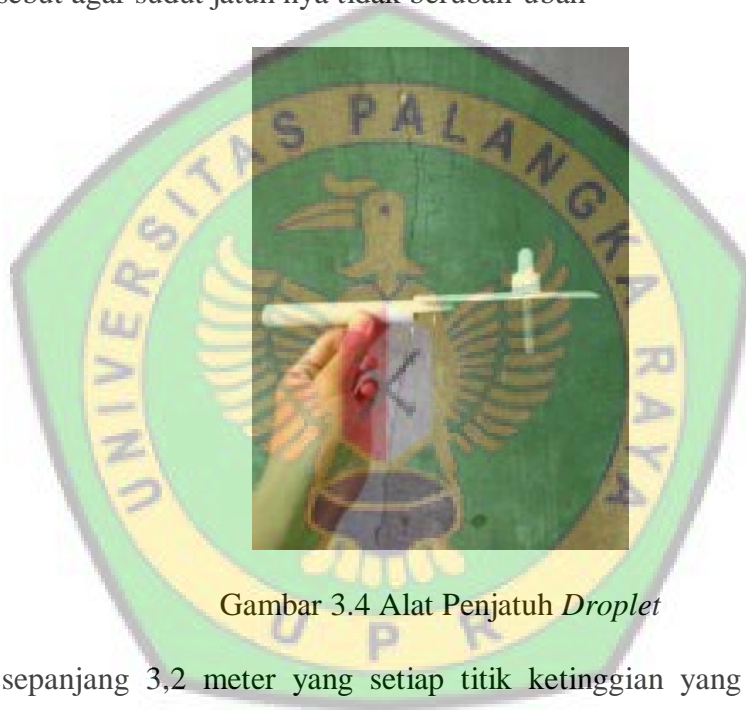 sebut agar sudut jatuh nya tidak berubah-ubah
UNIVERSITAS PALANGKA RAYA
Gambar 3.4 Alat Penjatuh Droplet
U P R
sepanjang 3,2 meter yang setiap titik ketinggian yang